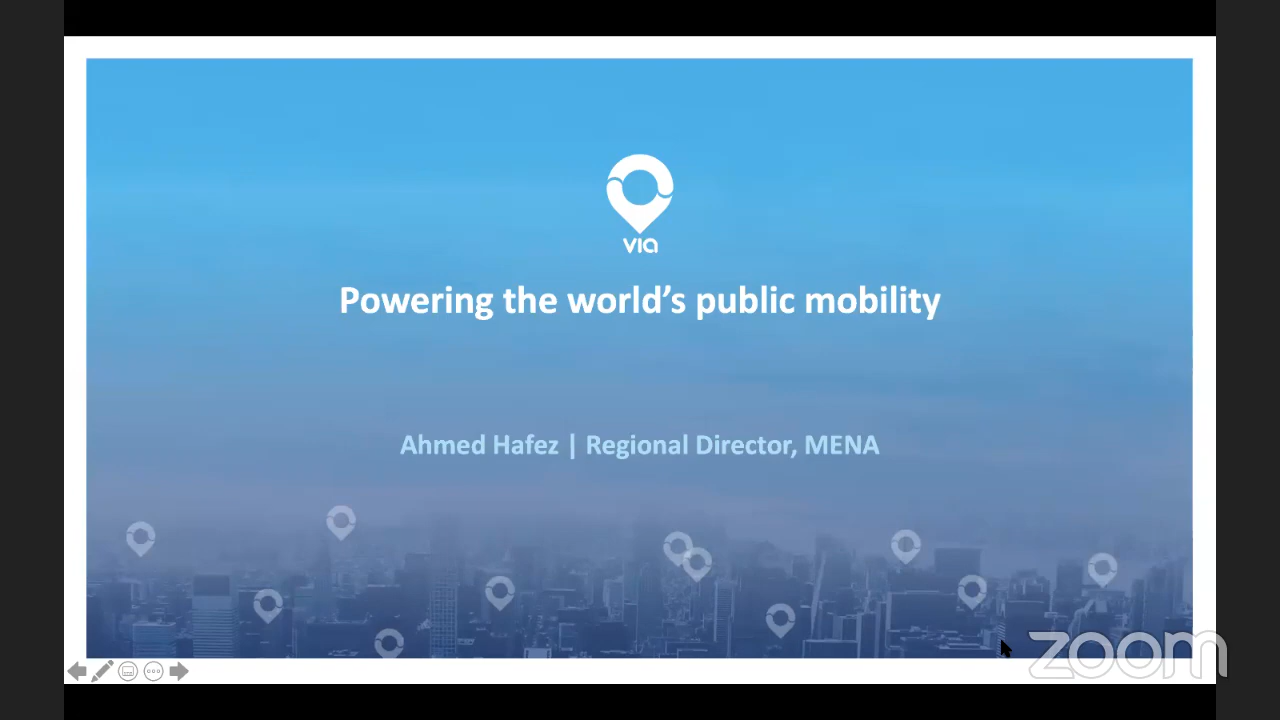 via
Powering the world's public mobility
Ahmed Hafez | Regional Director, MENA
zoom